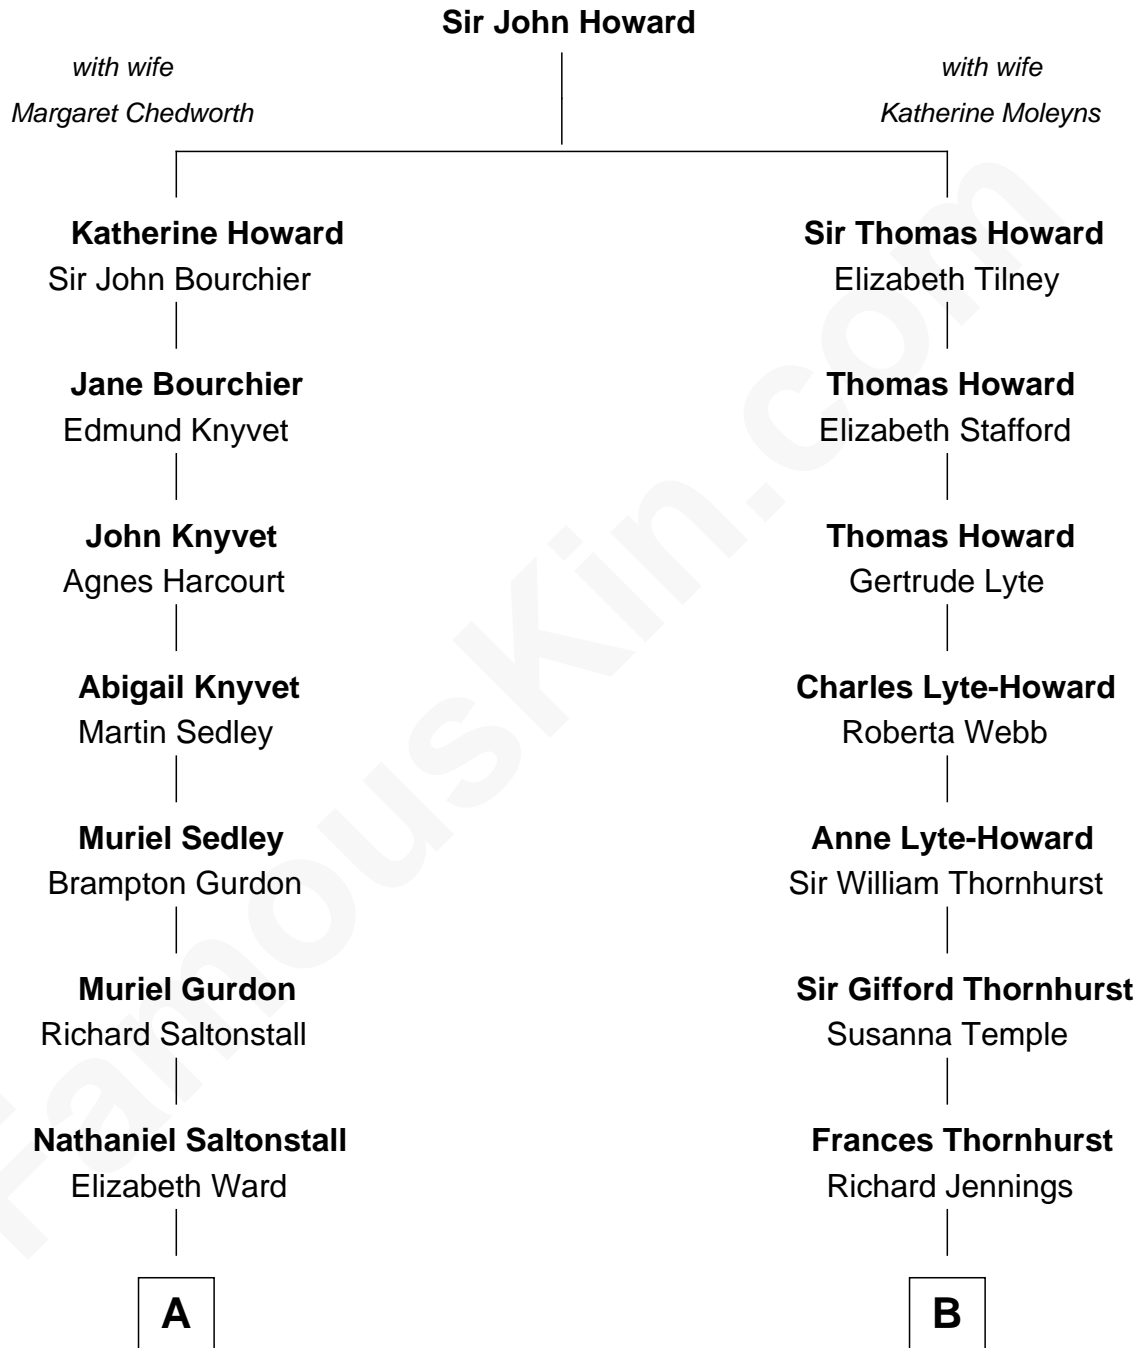 Sir John Howard
with wife
Margaret Chedworth
with wife
Katherine Moleyns
Katherine Howard
Sir John Bourchier
Sir Thomas Howard
Elizabeth Tilney
Jane Bourchier
Edmund Knyvet
Thomas Howard
Elizabeth Stafford
John Knyvet
Agnes Harcourt
Thomas Howard
Gertrude Lyte
Abigail Knyvet
Martin Sedley
Charles Lyte-Howard
Roberta Webb
Muriel Sedley
Brampton Gurdon
Anne Lyte-Howard
Sir William Thornhurst
Muriel Gurdon
Richard Saltonstall
Sir Gifford Thornhurst
Susanna Temple
Nathaniel Saltonstall
Elizabeth Ward
Frances Thornhurst
Richard Jennings
A
B
FamousKin.com